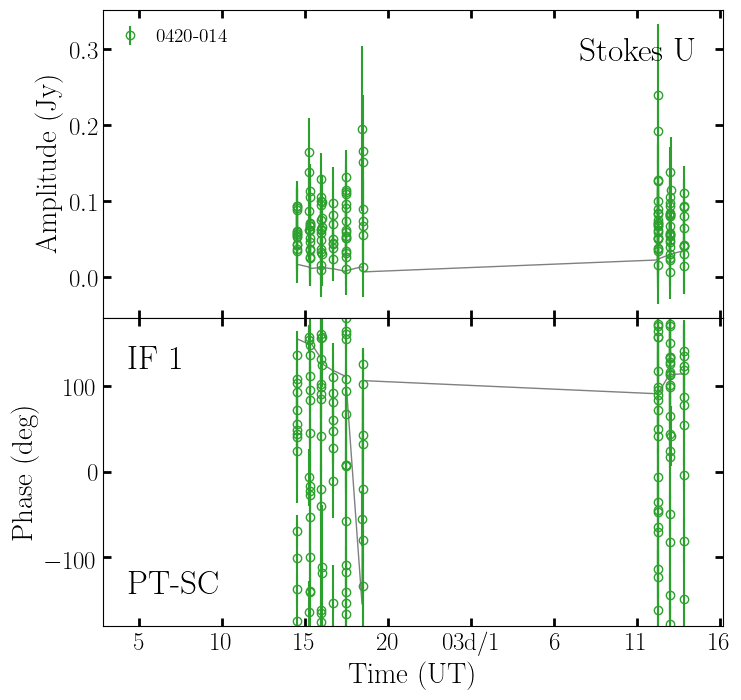 0420-014
Stokes U
0.3
0.2
0.1
0.0
Amplitude (Jy)
IF 1
PT-SC
100
0
−100
Phase (deg)
5 10 15 20 03d/1 6 11 16
Time (UT)